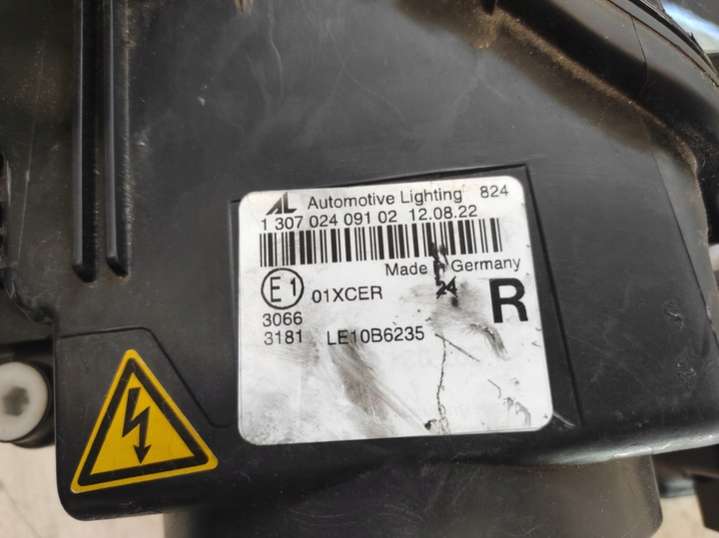 AL Automotive Lighting 824
1 307 024 091 02 12.08.22
Made in Germany
E1 01XCER 24 R
3066
3181 LE10B6235